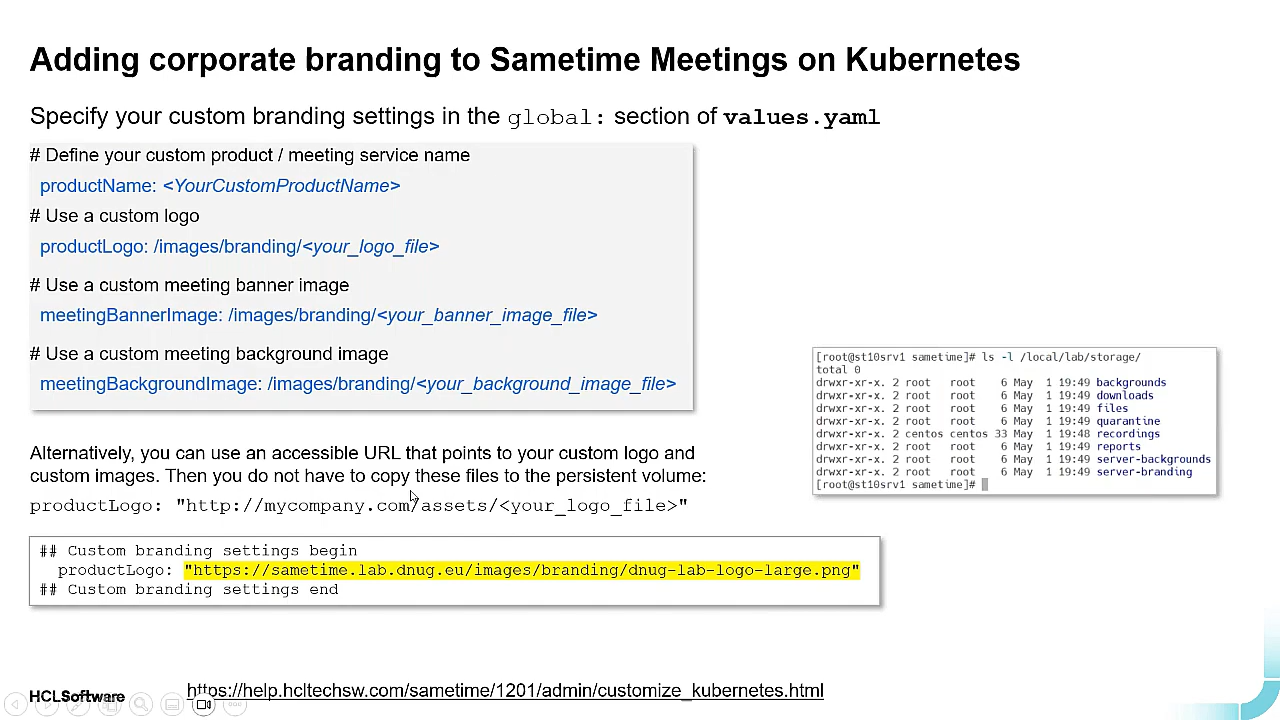 Adding corporate branding to Sametime Meetings on Kubernetes
Specify your custom branding settings in the global: section of values.yaml
# Define your custom product / meeting service name
productName: <YourCustomProductName>
# Use a custom logo
productLogo: /images/branding/<your_logo_file>
# Use a custom meeting banner image
meetingBannerImage: /images/branding/<your_banner_image_file>
# Use a custom meeting background image
meetingBackgroundImage: /images/branding/<your_background_image_file>
[root@st10srv1 sametime]# ls -l /local/lab/storage/
total 0
drwxr-xr-x. 2 root   root    6 May  1 19:49 backgrounds
drwxr-xr-x. 2 root   root    6 May  1 19:49 downloads
drwxr-xr-x. 2 root   root    6 May  1 19:49 files
drwxr-xr-x. 2 root   root    6 May  1 19:49 quarantine
drwxr-xr-x. 2 centos centos 33 May  1 19:48 recordings
drwxr-xr-x. 2 root   root    6 May  1 19:49 reports
drwxr-xr-x. 2 root   root    6 May  1 19:49 server-backgrounds
drwxr-xr-x. 2 root   root    6 May  1 19:49 server-branding
[root@st10srv1 sametime]#
Alternatively, you can use an accessible URL that points to your custom logo and
custom images. Then you do not have to copy these files to the persistent volume:
productLogo: "http://mycompany.com/assets/<your_logo_file>"
## Custom branding settings begin
productLogo: "https://sametime.lab.dnug.eu/images/branding/dnug-lab-logo-large.png"
## Custom branding settings end
HCLSoftware
https://help.hcltechsw.com/sametime/1201/admin/customize_kubernetes.html